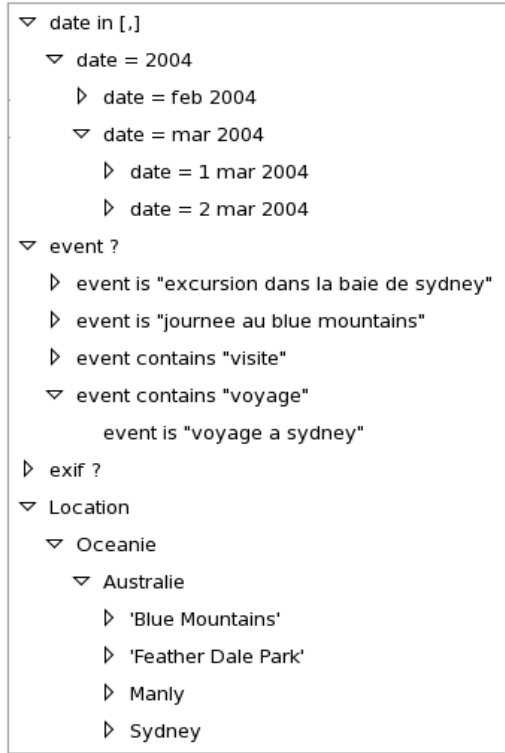 date in [,]
date = 2004
date = feb 2004
date = mar 2004
date = 1 mar 2004
date = 2 mar 2004
event ?
event is "excursion dans la baie de sydney"
event is "journee au blue mountains"
event contains "visite"
event contains "voyage"
event is "voyage a sydney"
exif ?
Location
Oceanie
Australie
'Blue Mountains'
'Feather Dale Park'
Manly
Sydney